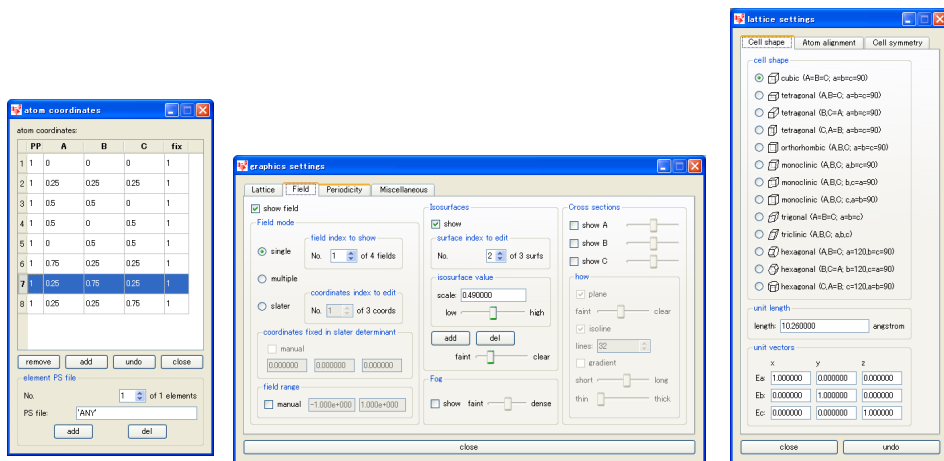 atom coordinates
atom coordinates:
PP A B C fix
1 1 0 0 0 1
2 1 0.25 0.25 0.25 1
3 1 0.5 0.5 0 1
4 1 0.5 0 0.5 1
5 1 0 0.5 0.5 1
6 1 0.75 0.25 0.25 1
7 1 0.25 0.75 0.25 1
8 1 0.25 0.25 0.75 1
remove add undo close
element PS file
No. 1 of 1 elements
PS file: 'ANY'
add del
graphics settings
Lattice Field Periodicity Miscellaneous
show field
Field mode
single
field index to show
No. 1 of 4 fields
multiple
slater
coordinates index to edit
No. 1 of 3 coords
coordinates fixed in slater determinant
manual
0.000000 0.000000 0.000000
field range
manual -1.000e+000 1.000e+000
Isosurfaces
show
surface index to edit
No. 2 of 3 surfs
isosurface value
scale: 0.490000
low high
add del
faint clear
Fog
show faint dense
Cross sections
show A
show B
show C
how
plane
faint clear
isoline
lines: 32
gradient
short long
thin thick
close
lattice settings
Cell shape Atom alignment Cell symmetry
cell shape
cubic (A=B=C; a=b=c=90)
tetragonal (A,B=C; a=b=c=90)
tetragonal (B,C=A; a=b=c=90)
tetragonal (C,A=B; a=b=c=90)
orthorhombic (A,B,C; a=b=c=90)
monoclinic (A,B,C; a,b=c=90)
monoclinic (A,B,C; b,c=a=90)
monoclinic (A,B,C; c,a=b=90)
trigonal (A=B=C; a=b=c)
triclinic (A,B,C; a,b,c)
hexagonal (A,B=C; a=120,b=c=90)
hexagonal (B,C=A; b=120,c=a=90)
hexagonal (C,A=B; c=120,a=b=90)
unit length
length: 10.260000 angstrom
unit vectors
x y z
Ea: 1.000000 0.000000 0.000000
Eb: 0.000000 1.000000 0.000000
Ec: 0.000000 0.000000 1.000000
close undo